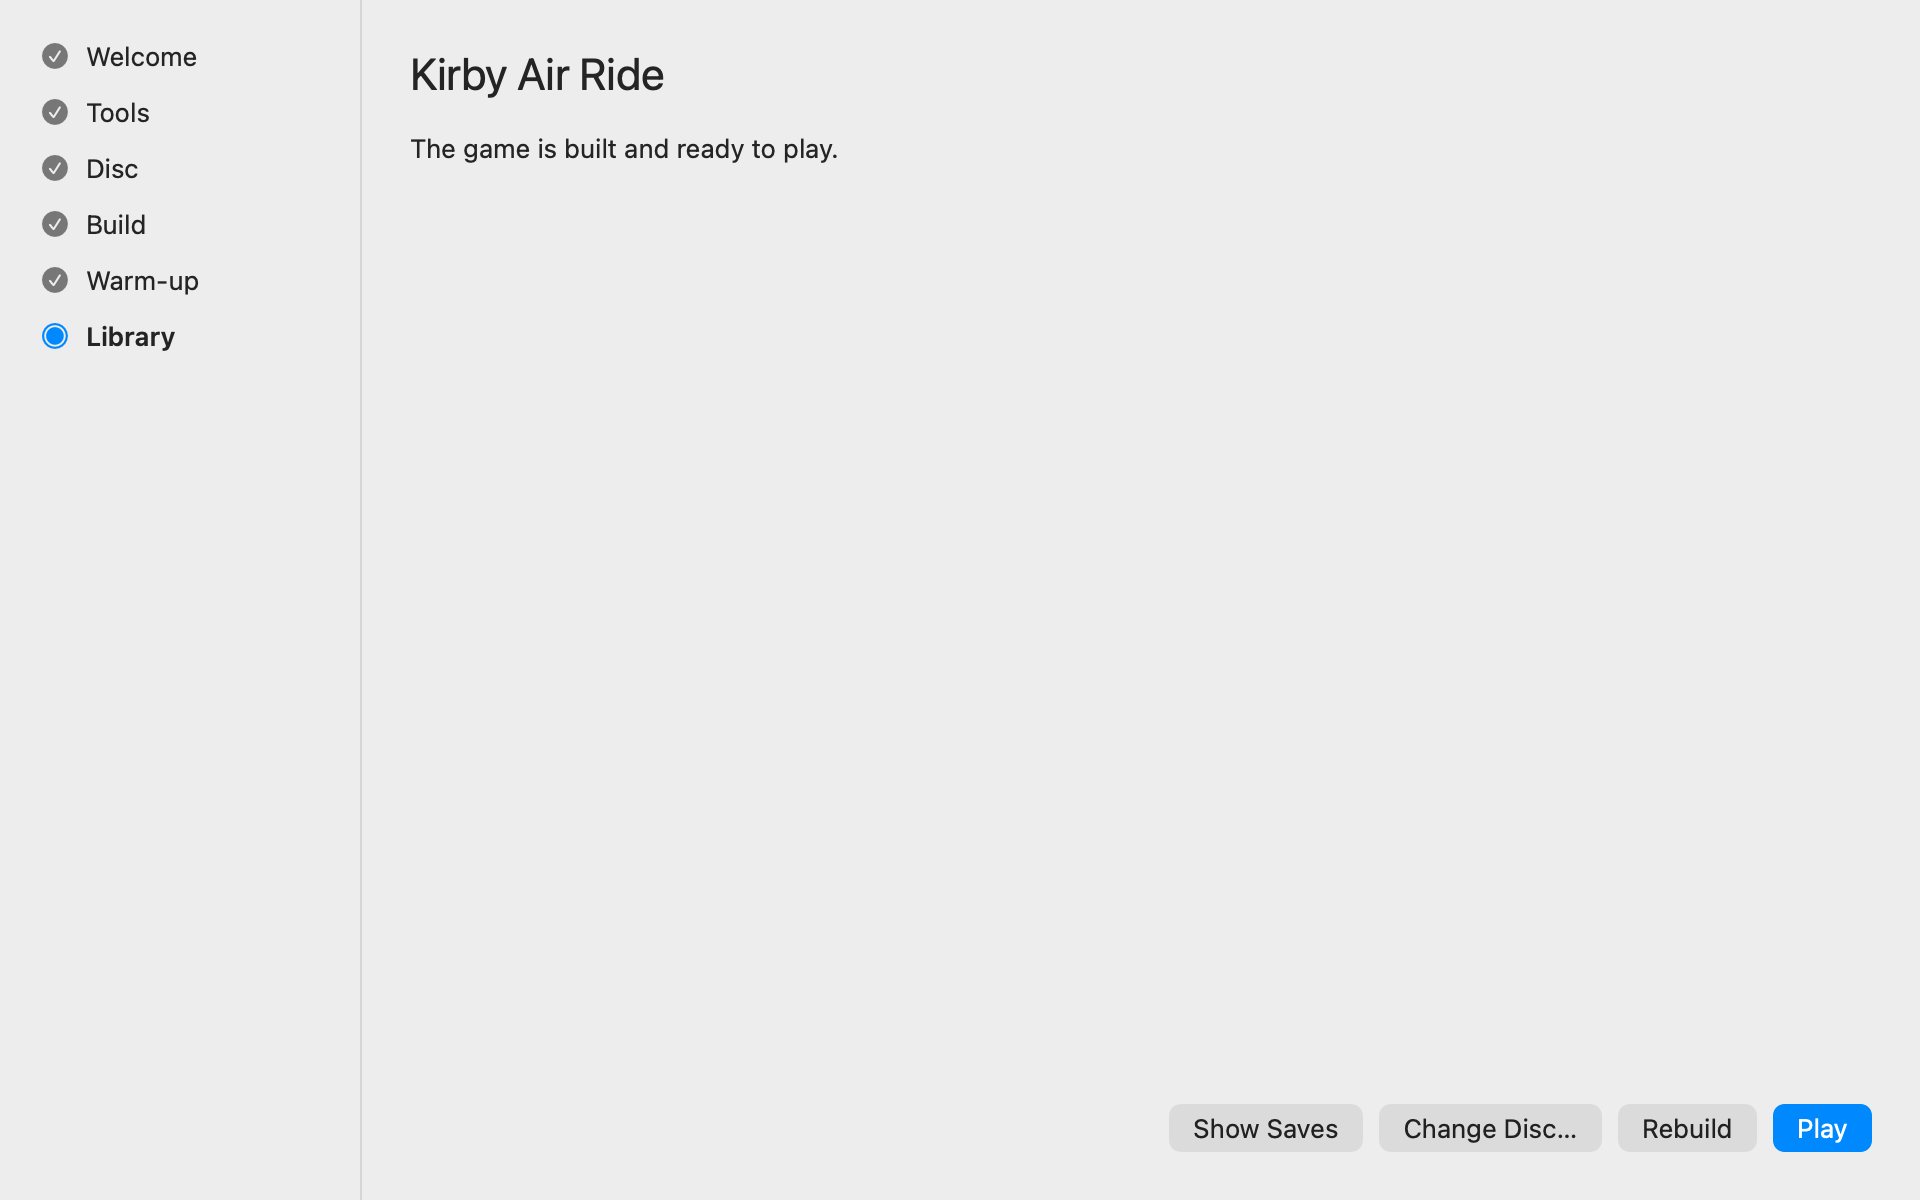 Welcome
Tools
Disc
Build
Warm-up
Library
Kirby Air Ride
The game is built and ready to play.
Show Saves
Change Disc...
Rebuild
Play